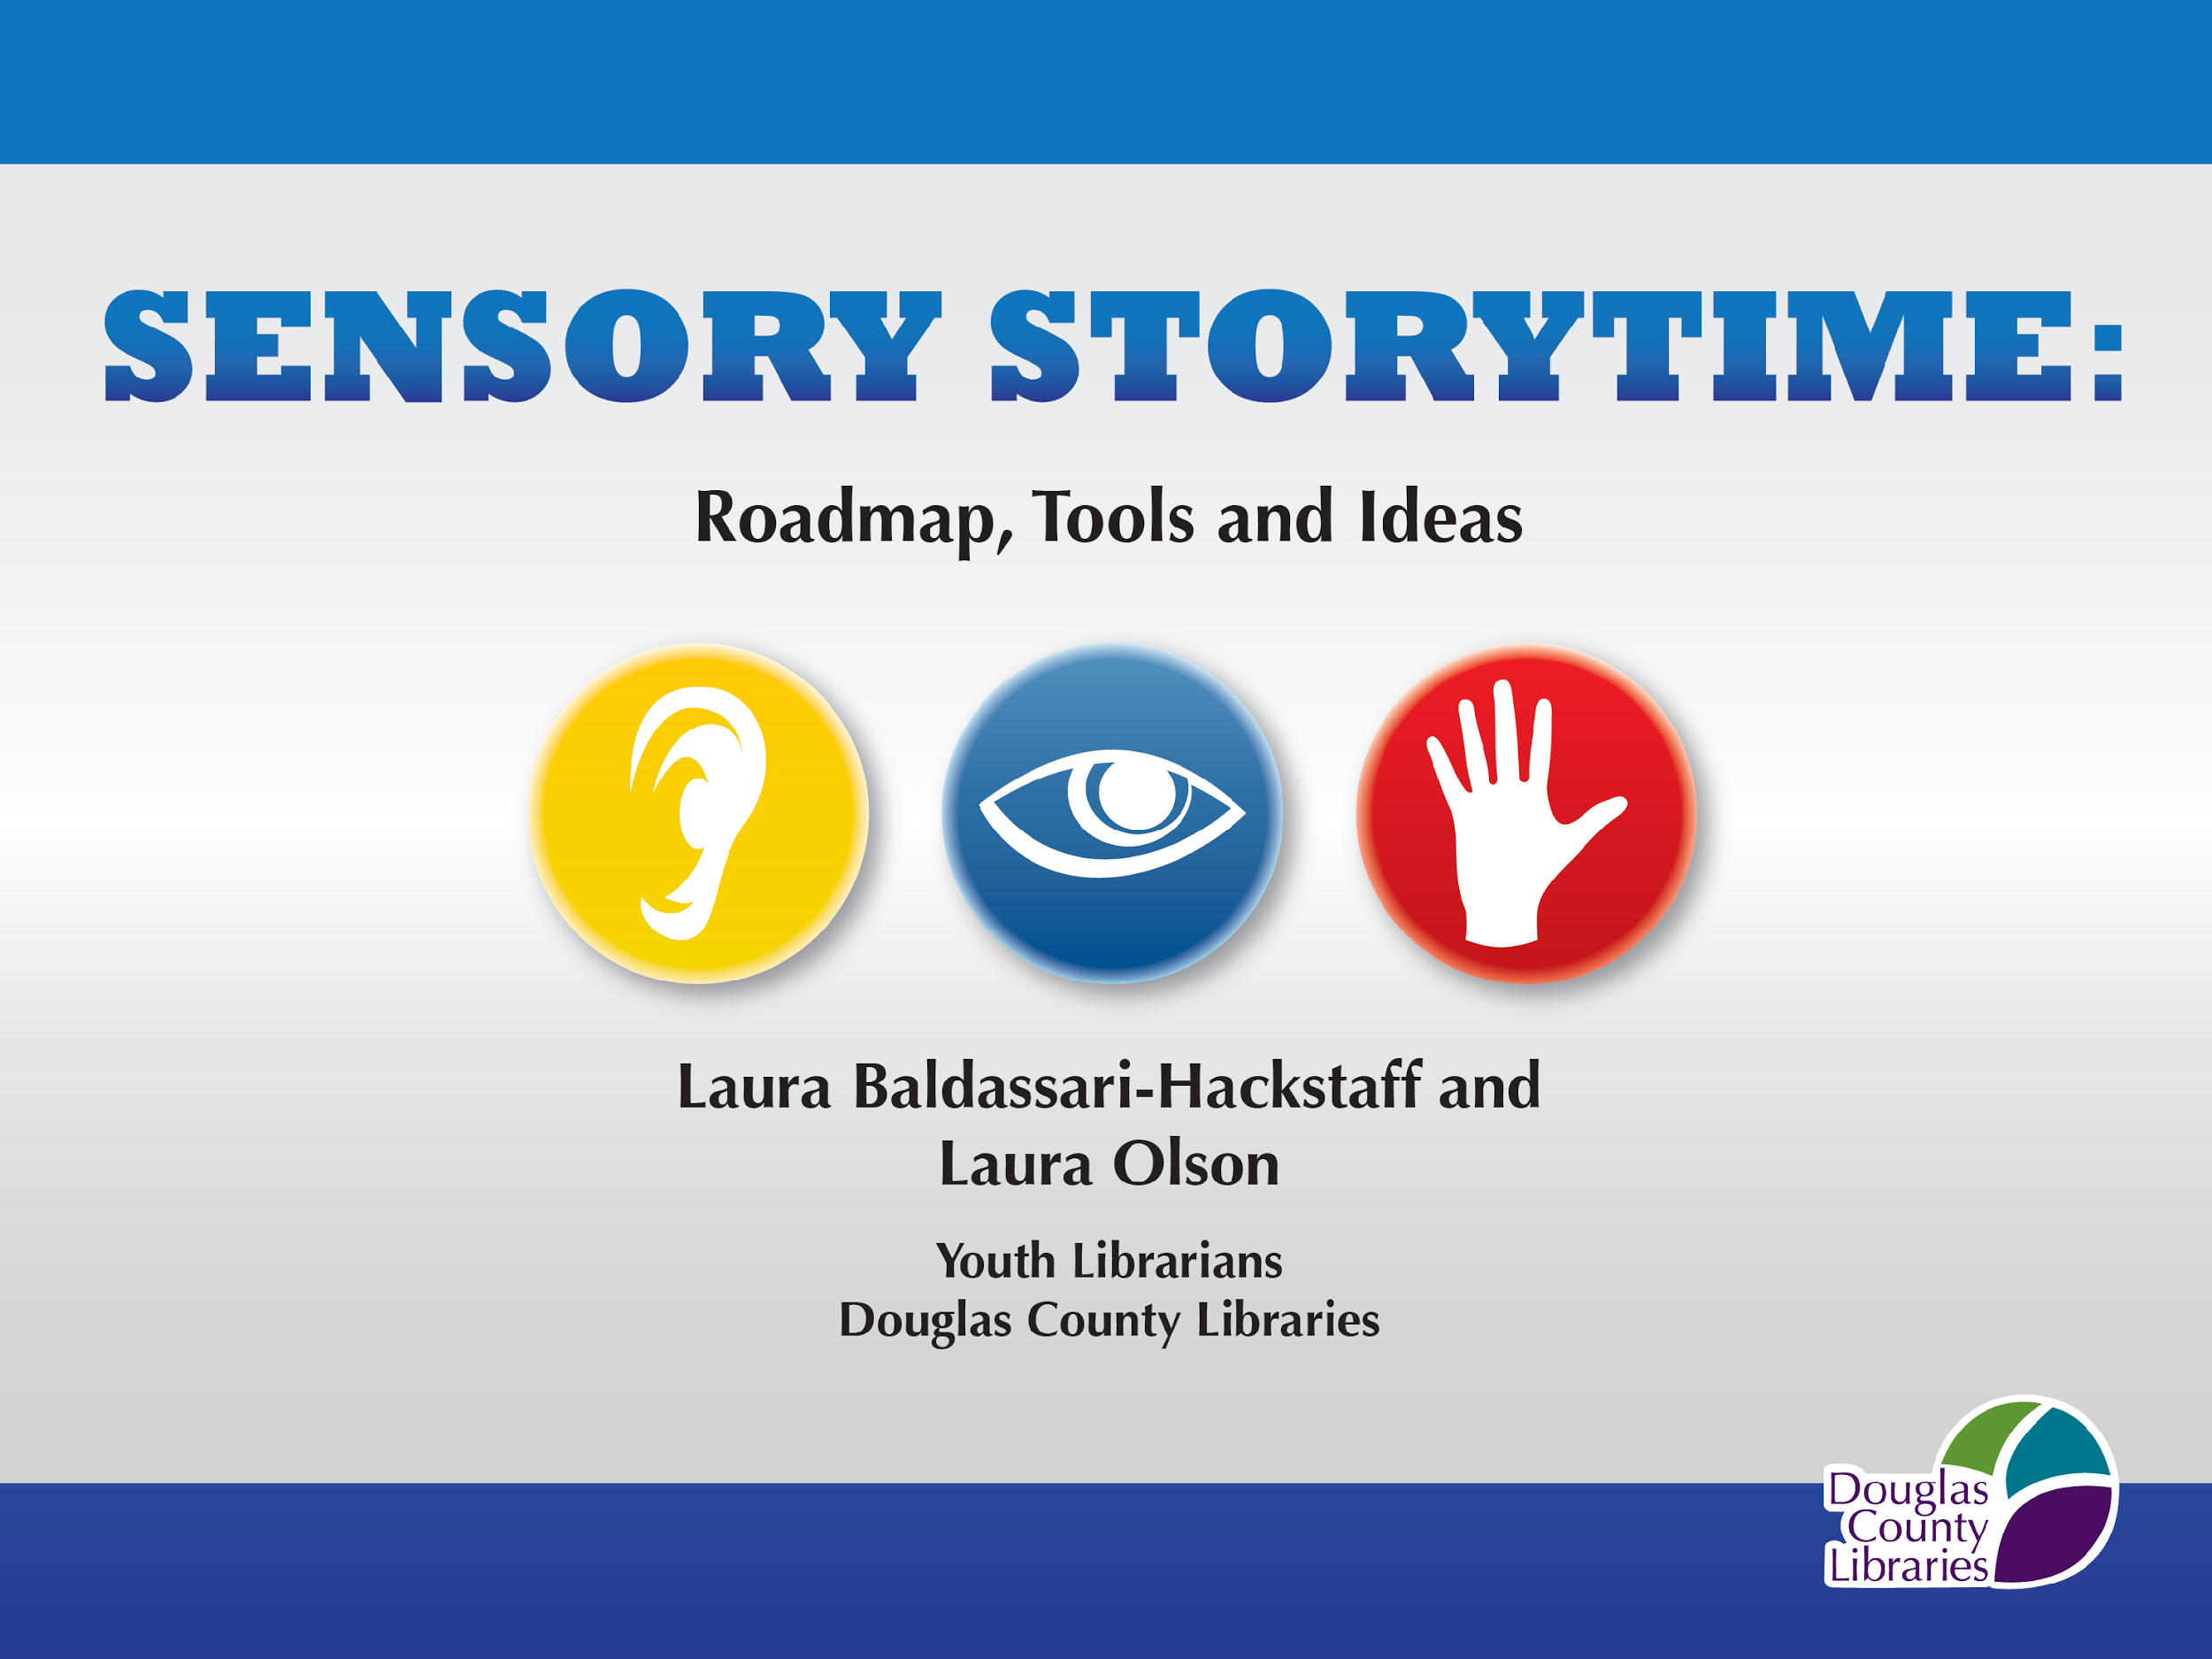 SENSORY STORYTIME:
Roadmap, Tools and Ideas
Laura Baldassari-Hackstaff and
Laura Olson
Youth Librarians
Douglas County Libraries
Douglas
County
Libraries